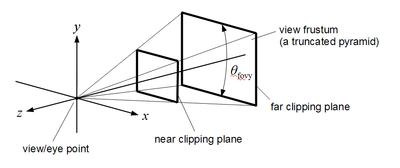 y
view frustum
(a truncated pyramid)
θfovy
far clipping plane
z
x
near clipping plane
view/eye point